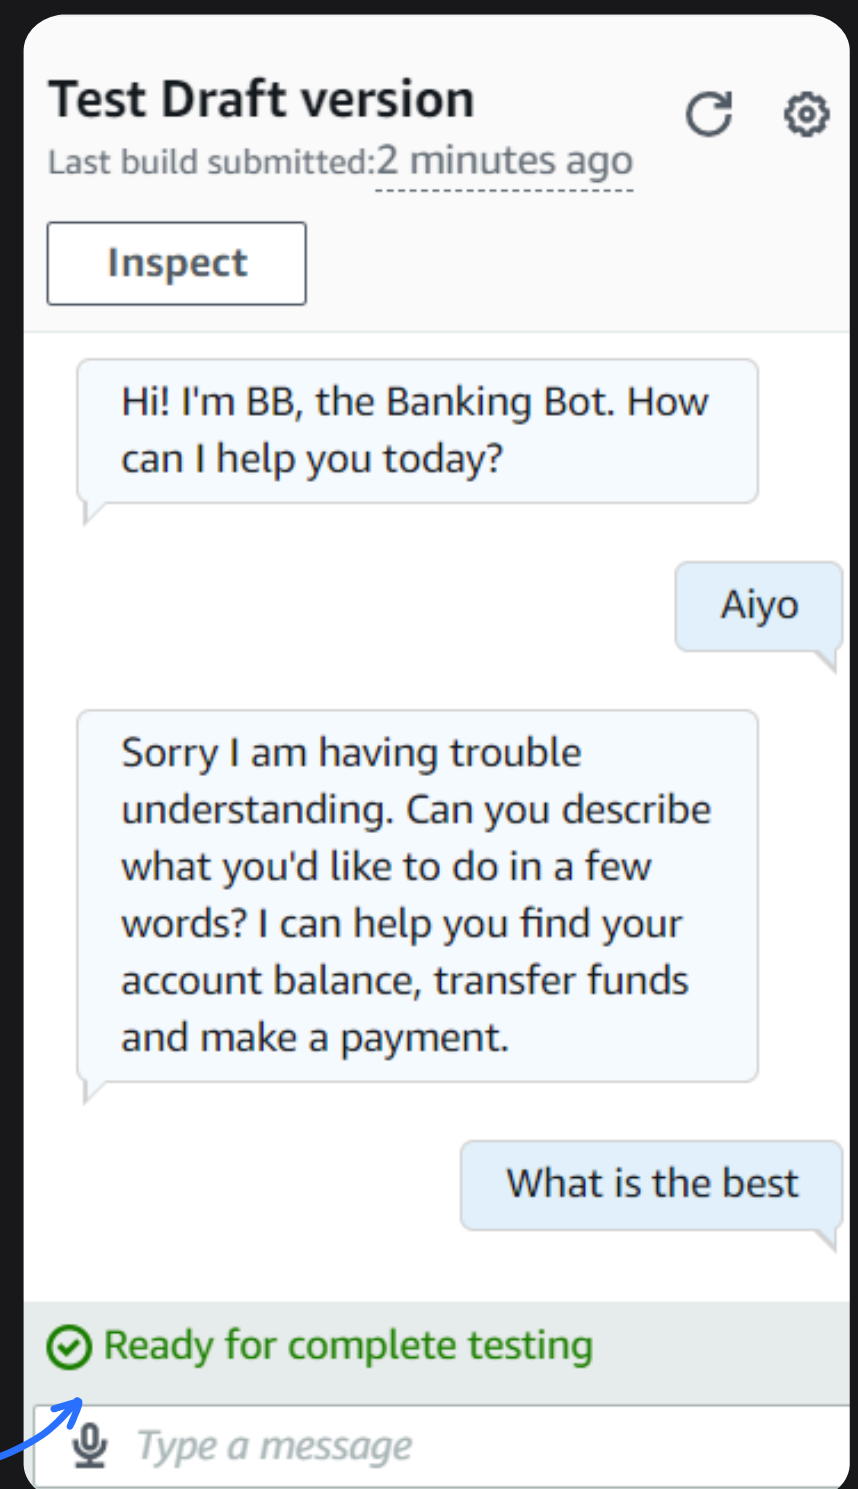 Test Draft version
Last build submitted:2 minutes ago
Inspect
Hi! I'm BB, the Banking Bot. How
can I help you today?
Aiyo
Sorry I am having trouble
understanding. Can you describe
what you'd like to do in a few
words? I can help you find your
account balance, transfer funds
and make a payment.
What is the best
Ready for complete testing
Type a message